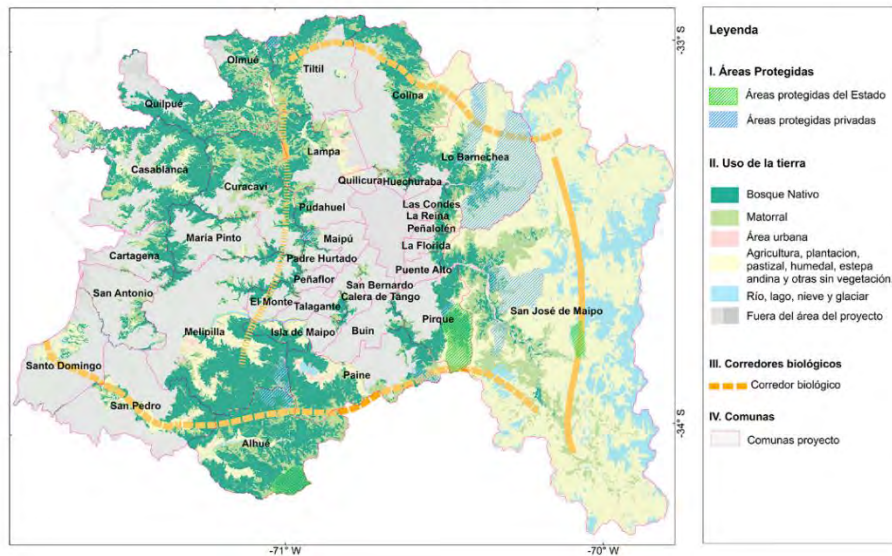 Olmué
Tiltil
Quilpué
Colina
Lampa
Lo Barnechea
Casablanca
Curacaví
Quilicura
Huechuraba
Pudahuel
Las Condes
La Reina
Peñalolén
María Pinto
Maipú
La Florida
Cartagena
Padre Hurtado
Puente Alto
San Antonio
Peñaflor
San Bernardo
Calera de Tango
El Monte
Talagante
San José de Maipo
Melipilla
Isla de Maipo
Buin
Pirque
Santo Domingo
Paine
San Pedro
Alhué
-33° S
-34° S
-71° W
-70° W
Leyenda
I. Áreas Protegidas
Áreas protegidas del Estado
Áreas protegidas privadas
II. Uso de la tierra
Bosque Nativo
Matorral
Área urbana
Agricultura, plantacion,
pastizal, humedal, estepa
andina y otras sin vegetación
Río, lago, nieve y glaciar
Fuera del área del proyecto
III. Corredores biológicos
Corredor biológico
IV. Comunas
Comunas proyecto